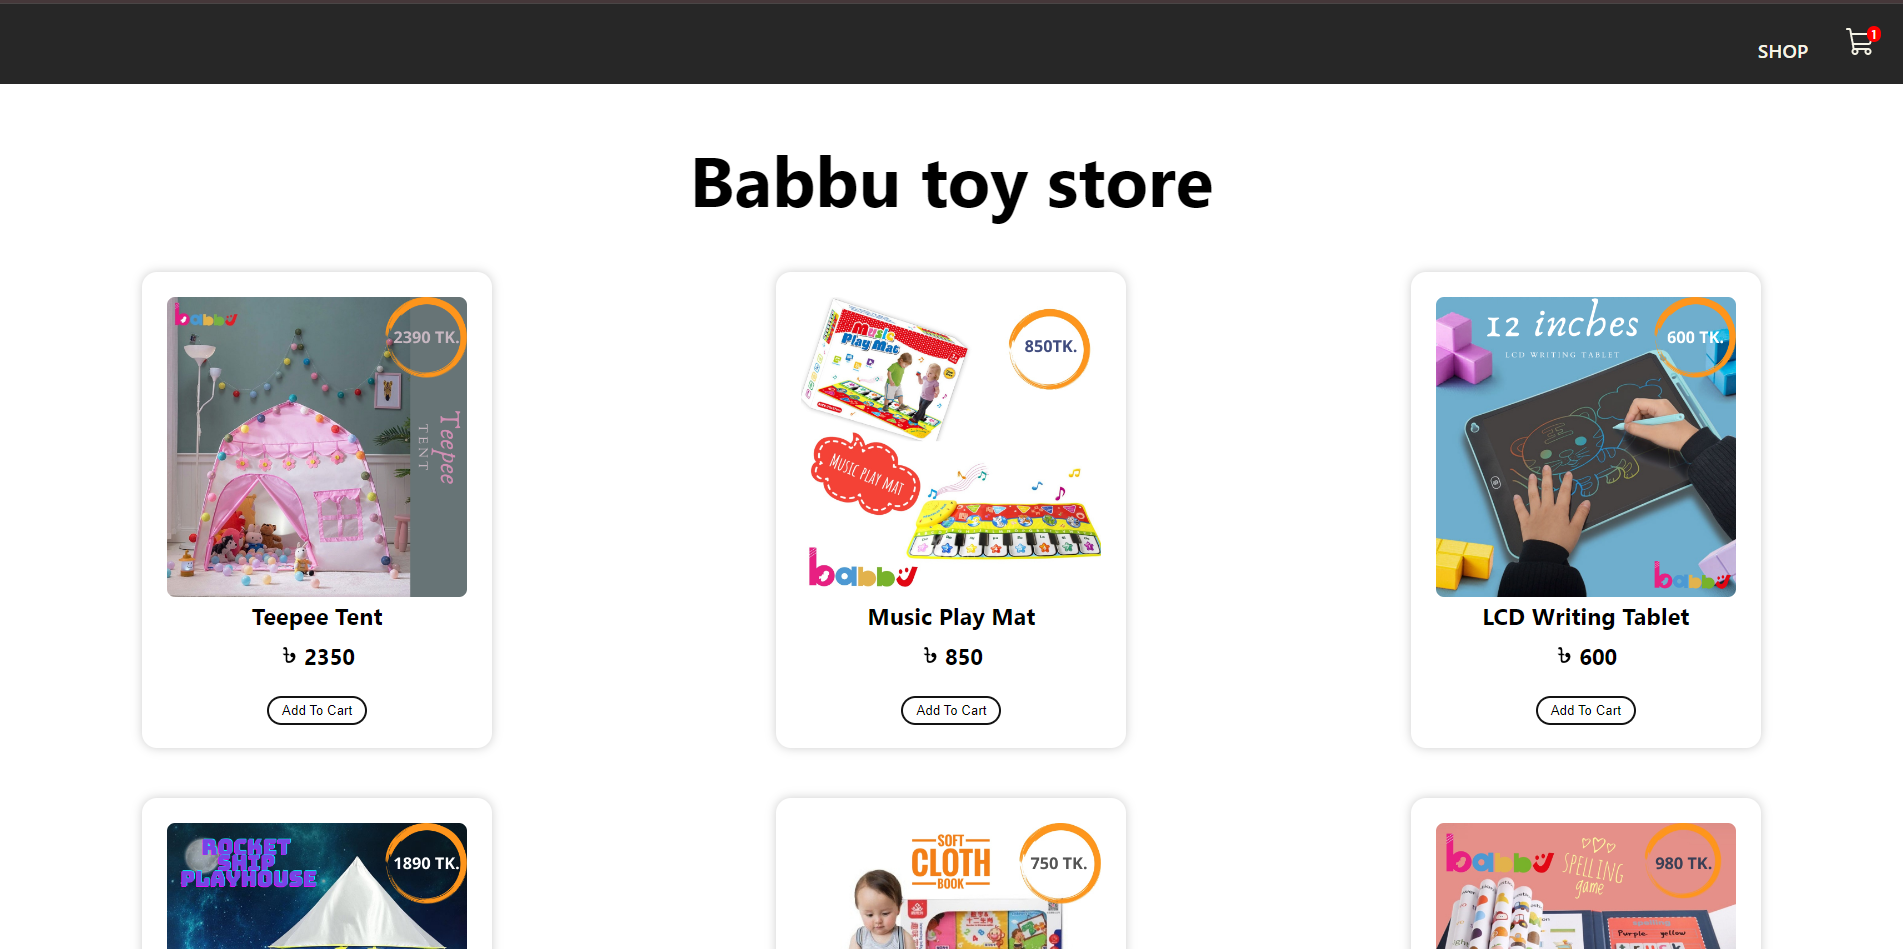 SHOP
1
Babbu toy store
babbu
2390 TK.
Teepee
TENT
Teepee Tent
৳ 2350
Add To Cart
Music
Play Mat
850TK.
MUSIC PLAY MAT
babbu
Music Play Mat
৳ 850
Add To Cart
12 inches
LCD WRITING TABLET
600 TK.
babbu
LCD Writing Tablet
৳ 600
Add To Cart
ROCKET
SHIP
PLAYHOUSE
1890 TK.
SOFT
CLOTH
BOOK
750 TK.
babbu
SPELLING
game
980 TK.
Purple yellow